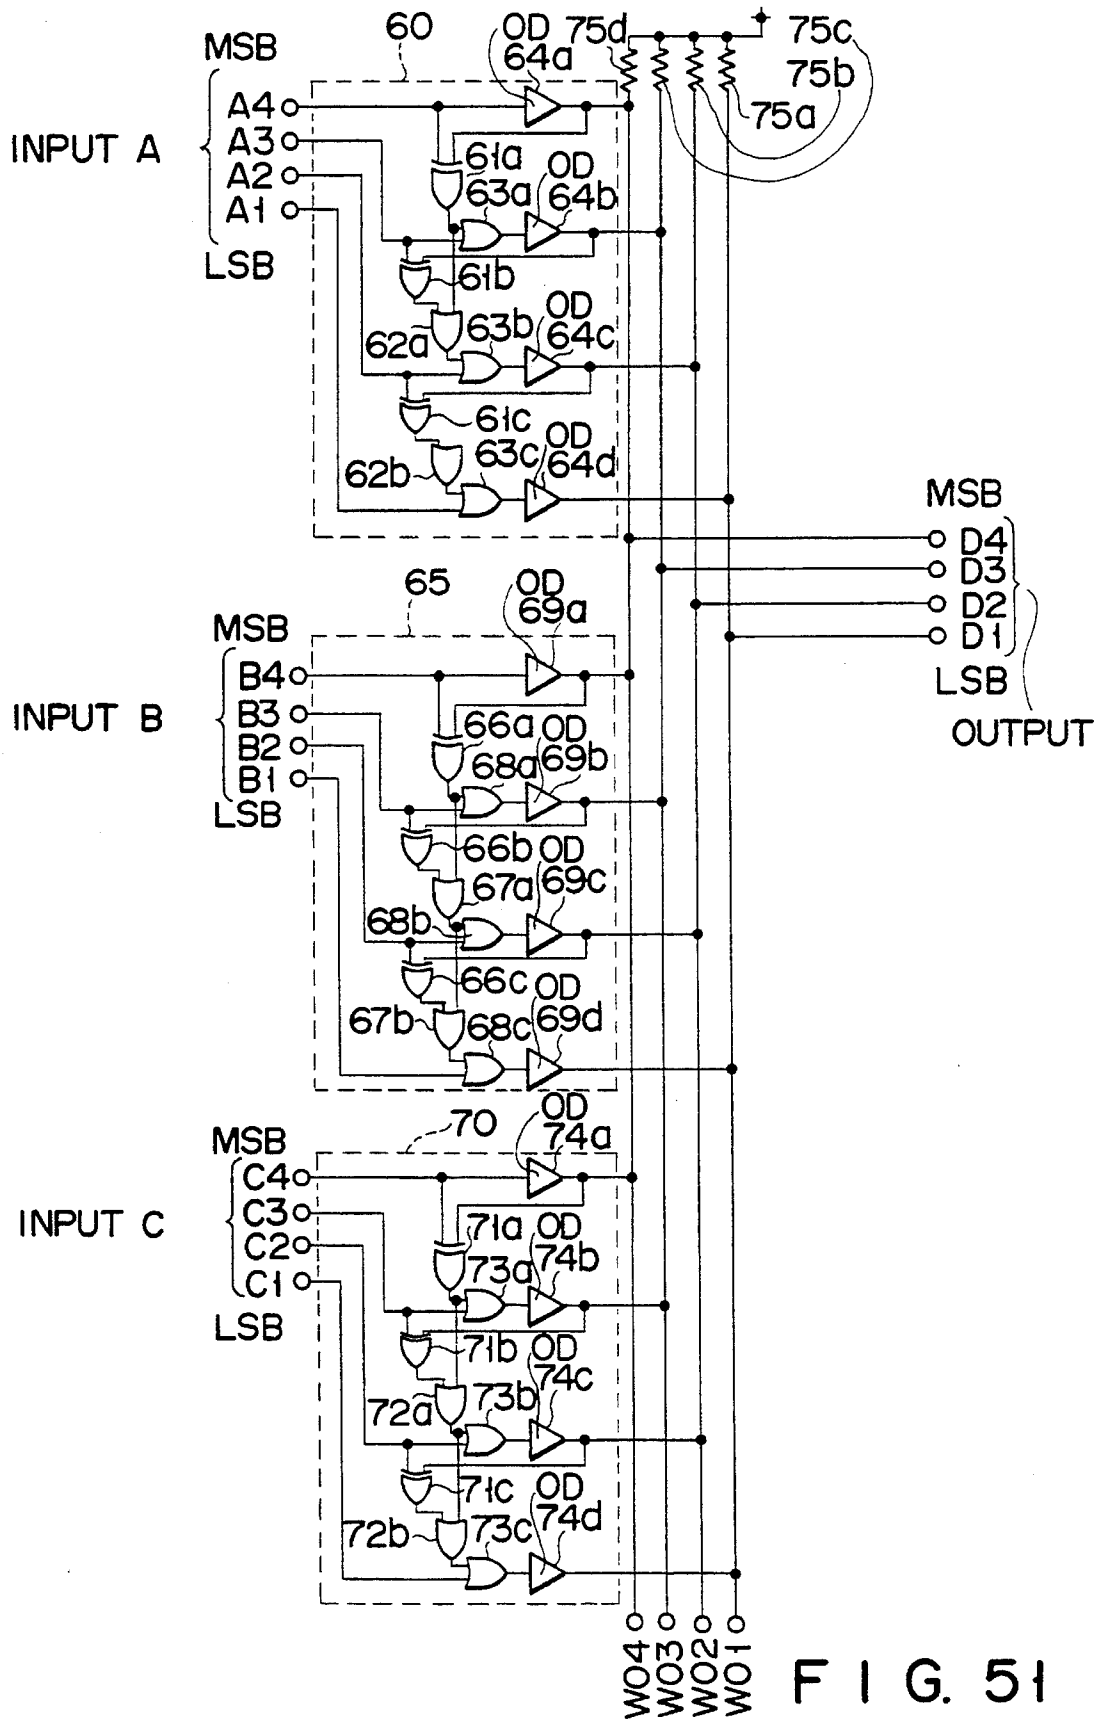 60
OD
64a
75d
75c
75b
75a
MSB
A4
A3
A2
A1
LSB
INPUT A
61a
63a
OD
64b
61b
62a
63b
OD
64c
61c
62b
63c
OD
64d
MSB
D4
D3
D2
D1
LSB
OUTPUT
65
OD
69a
MSB
B4
B3
B2
B1
LSB
INPUT B
66a
68a
OD
69b
66b
67a
OD
69c
68b
66c
67b
68c
OD
69d
70
OD
74a
MSB
C4
C3
C2
C1
LSB
INPUT C
71a
73a
OD
74b
71b
72a
73b
OD
74c
71c
72b
73c
OD
74d
WO4
WO3
WO2
WO1
FIG. 51